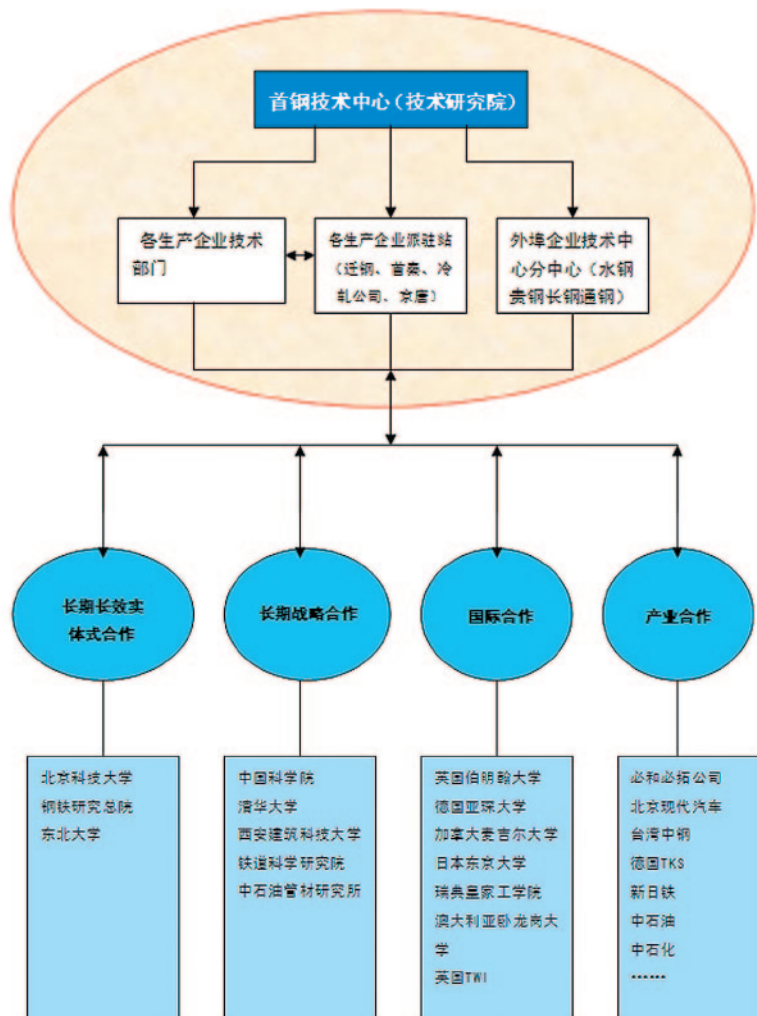 首钢技术中心（技术研究院）
各生产企业技术
部门
各生产企业派驻站
（迁钢、首秦、冷
轧公司、京唐）
外埠企业技术中
心分中心（水钢
贵钢长钢通钢）
长期长效实
体式合作
长期战略合作
国际合作
产业合作
北京科技大学
钢铁研究总院
东北大学
中国科学院
清华大学
西安建筑科技大学
铁道科学研究院
中石油管材研究所
英国伯明翰大学
德国亚琛大学
加拿大麦吉尔大学
日本东京大学
瑞典皇家工学院
澳大利亚卧龙岗大
学
英国TWI
必和必拓公司
北京现代汽车
台湾中钢
德国TKS
新日铁
中石油
中石化
……